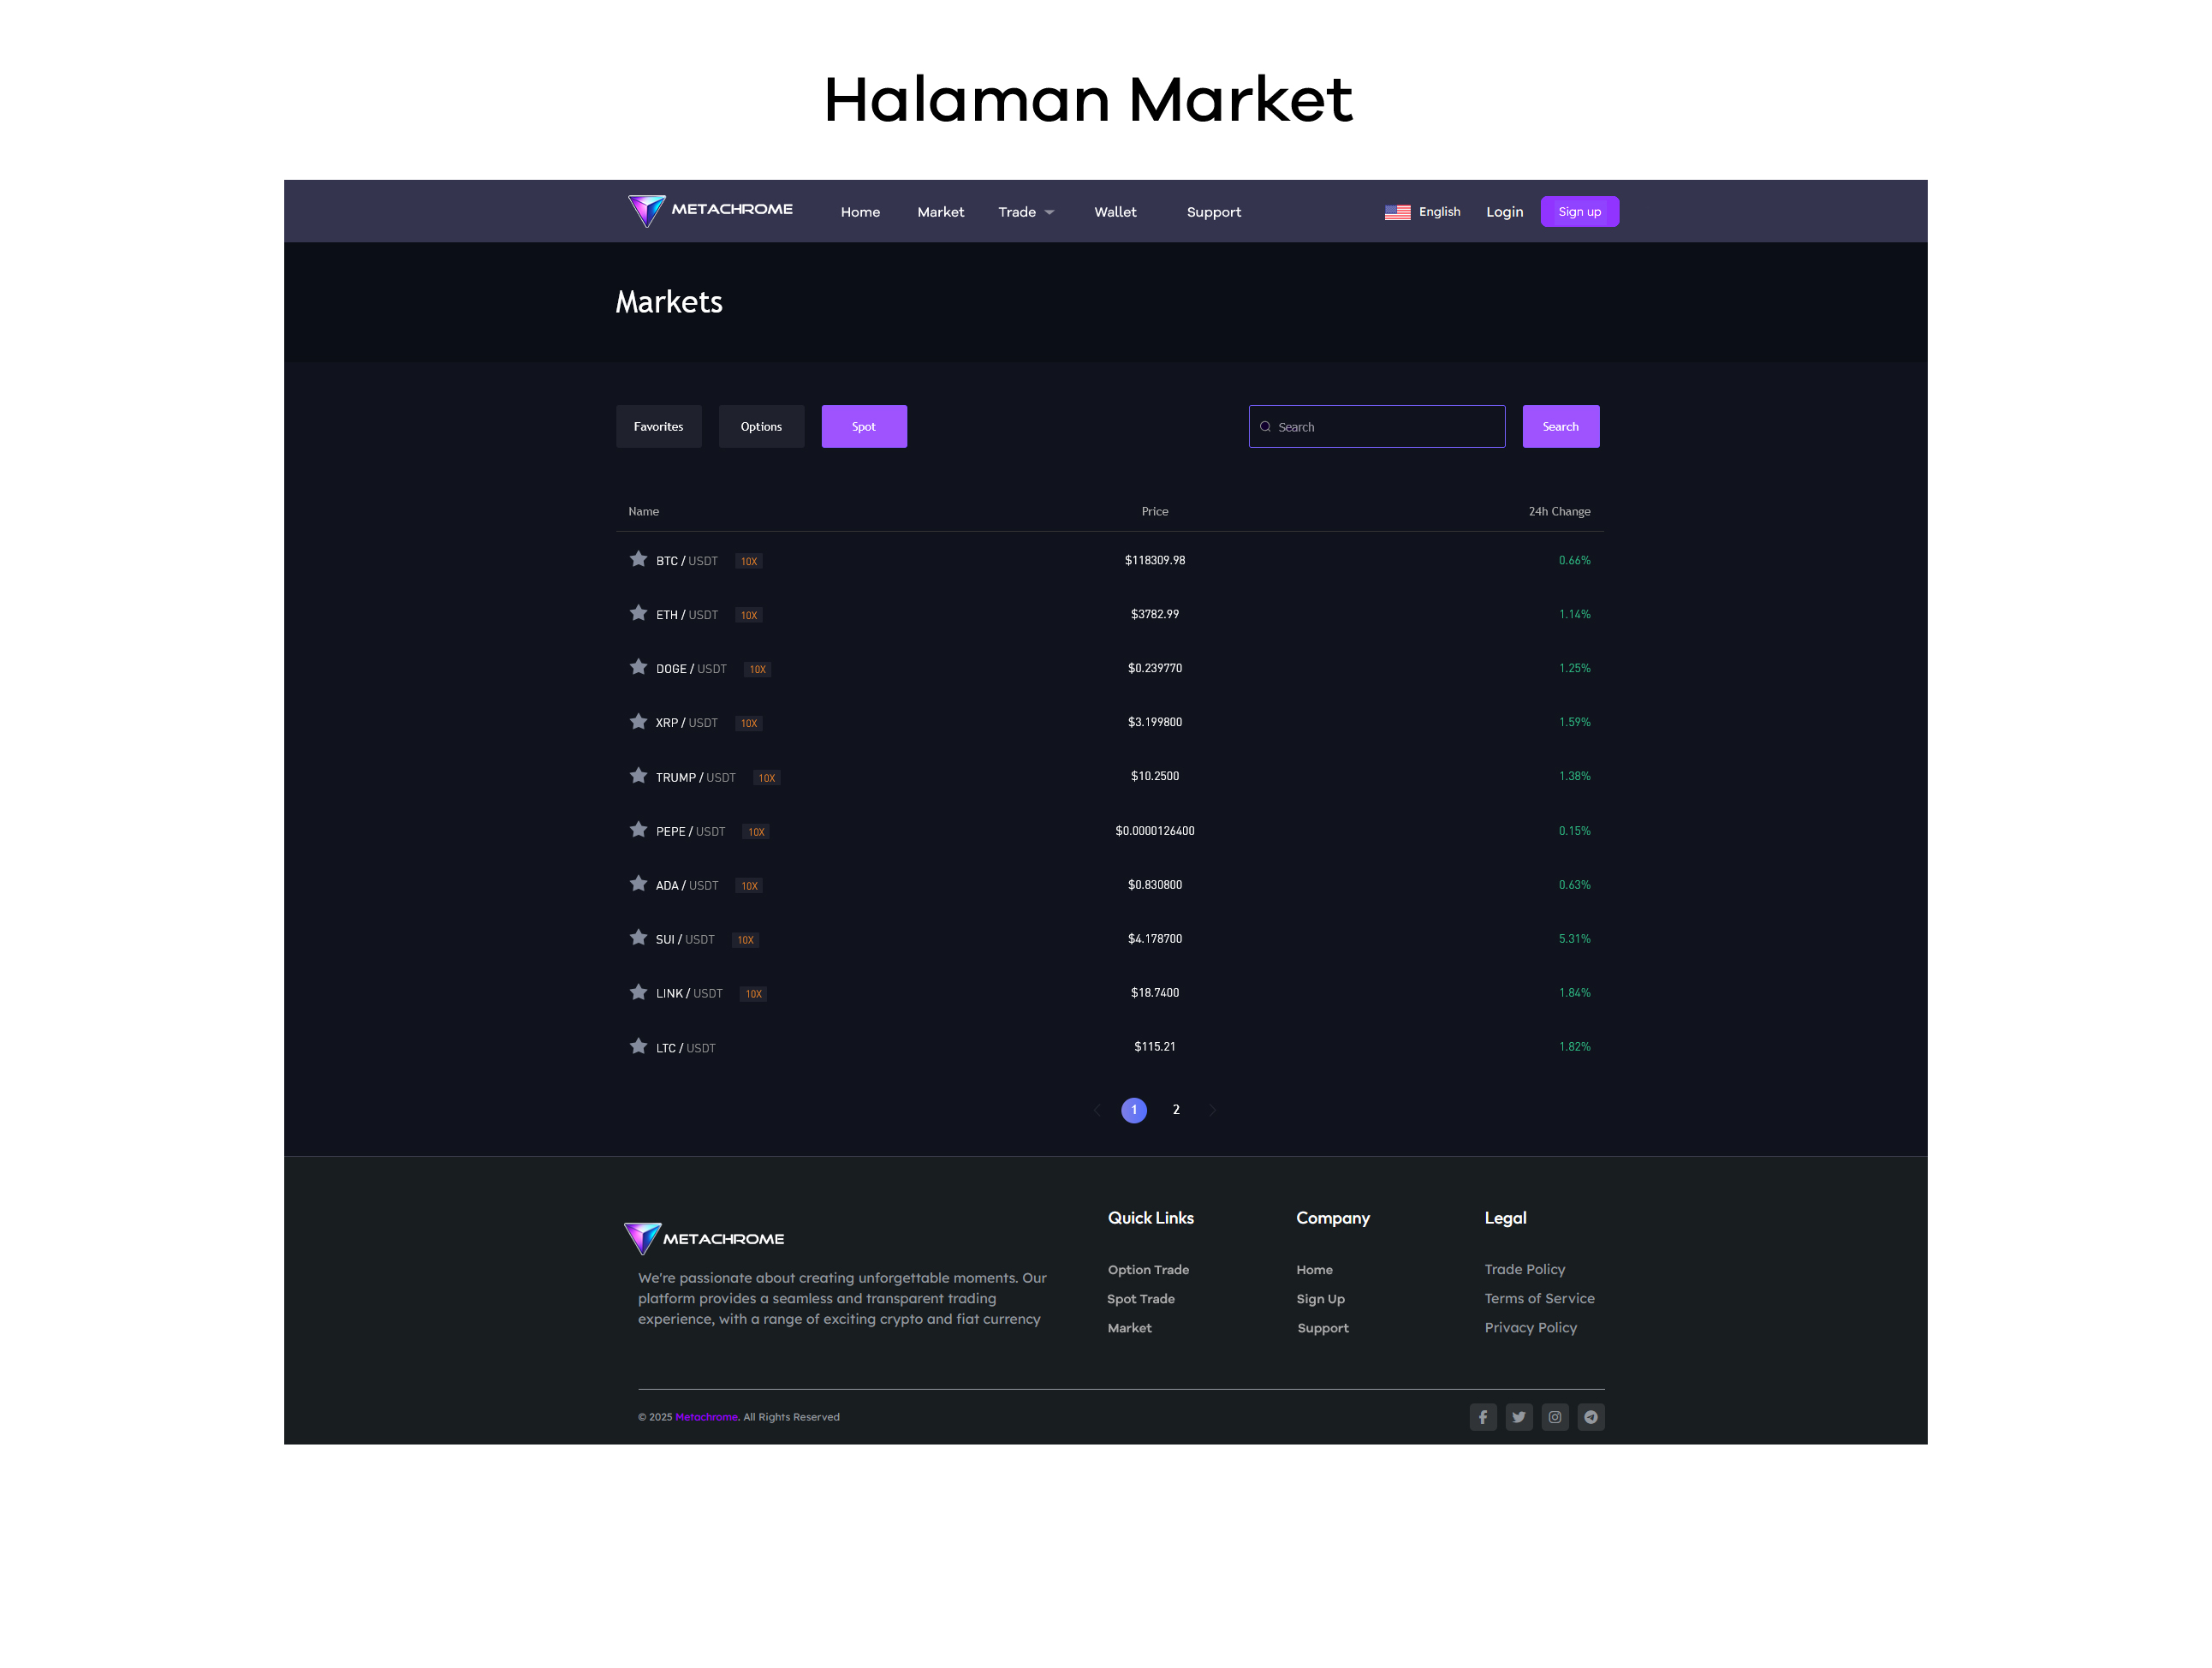 Halaman Market
METACHROME Home Market Trade Wallet Support English Login Sign up
Markets
Favorites Options Spot Search Search
Name Price 24h Change
BTC / USDT 10X $118309.98 0.66%
ETH / USDT 10X $3782.99 1.14%
DOGE / USDT 10X $0.239770 1.25%
XRP / USDT 10X $3.199800 1.59%
TRUMP / USDT 10X $10.2500 1.38%
PEPE / USDT 10X $0.0000126400 0.15%
ADA / USDT 10X $0.830800 0.63%
SUI / USDT 10X $4.178700 5.31%
LINK / USDT 10X $18.7400 1.84%
LTC / USDT $115.21 1.82%
1 2
METACHROME
We're passionate about creating unforgettable moments. Our
platform provides a seamless and transparent trading
experience, with a range of exciting crypto and fiat currency
Quick Links
Option Trade
Spot Trade
Market
Company
Home
Sign Up
Support
Legal
Trade Policy
Terms of Service
Privacy Policy
© 2025 Metachrome. All Rights Reserved